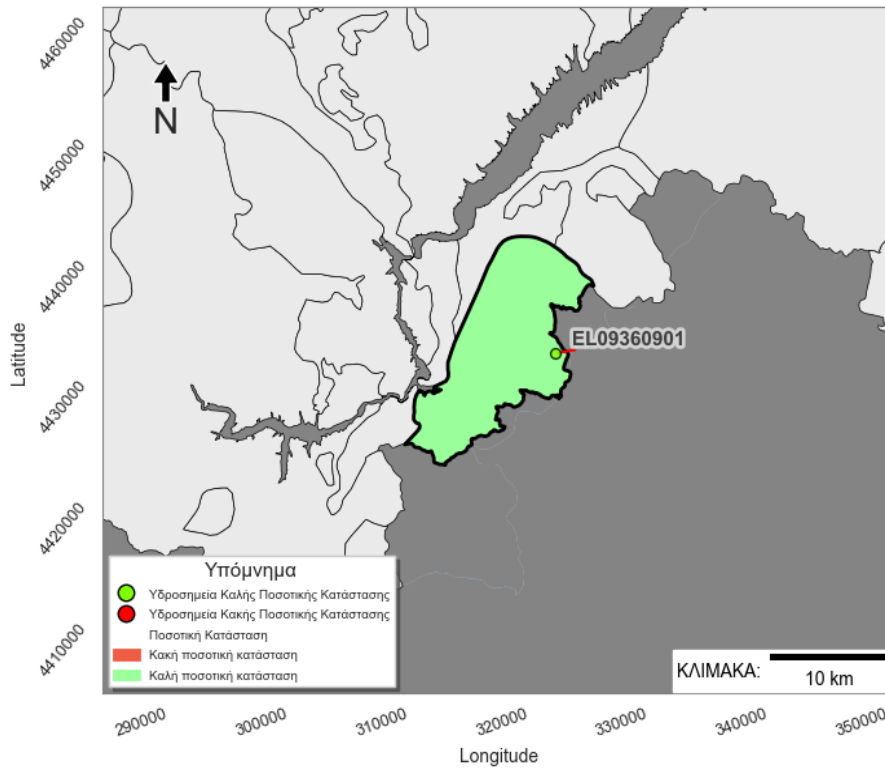 4460000
4450000
4440000
4430000
4420000
4410000
Latitude
N
EL09360901
Υπόμνημα
Υδροσημεία Καλής Ποσοτικής Κατάστασης
Υδροσημεία Κακής Ποσοτικής Κατάστασης
Ποσοτική Κατάσταση
Κακή ποσοτική κατάσταση
Καλή ποσοτική κατάσταση
ΚΛΙΜΑΚΑ:
10 km
290000
300000
310000
320000
330000
340000
350000
Longitude